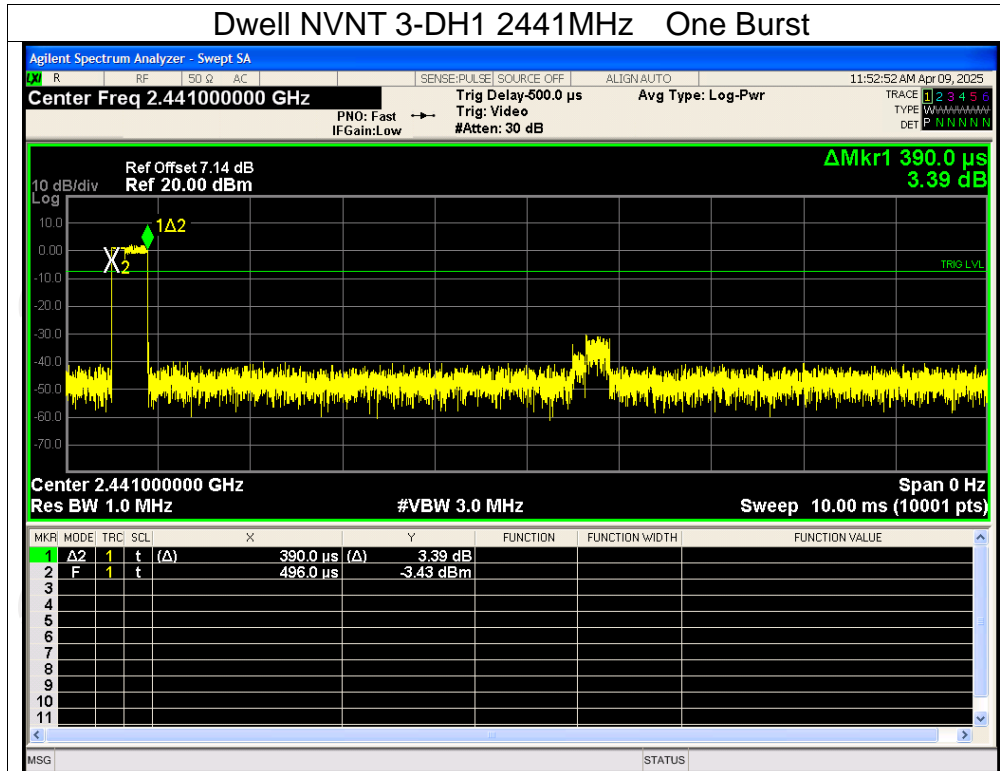 Dwell NVNT 3-DH1 2441MHz One Burst
Agilent Spectrum Analyzer - Swept SA
LXI R RF 50 Ω AC SENSE:PULSE SOURCE OFF ALIGN AUTO 11:52:52 AM Apr 09, 2025
Center Freq 2.441000000 GHz Trig Delay-500.0 µs Avg Type: Log-Pwr TRACE 1 2 3 4 5 6
PNO: Fast Trig: Video TYPE WWWWWW
IFGain:Low #Atten: 30 dB DET P N N N N N
ΔMkr1 390.0 µs
Ref Offset 7.14 dB
10 dB/div Ref 20.00 dBm 3.39 dB
Log
10.0
1Δ2
0.00
X2
TRIG LVL
-10.0
-20.0
-30.0
-40.0
-50.0
-60.0
-70.0
Center 2.441000000 GHz Span 0 Hz
Res BW 1.0 MHz #VBW 3.0 MHz Sweep 10.00 ms (10001 pts)
MKR MODE TRC SCL X Y FUNCTION FUNCTION WIDTH FUNCTION VALUE
1 Δ2 1 t (Δ) 390.0 µs (Δ) 3.39 dB
2 F 1 t 496.0 µs -3.43 dBm
3
4
5
6
7
8
9
10
11
MSG STATUS